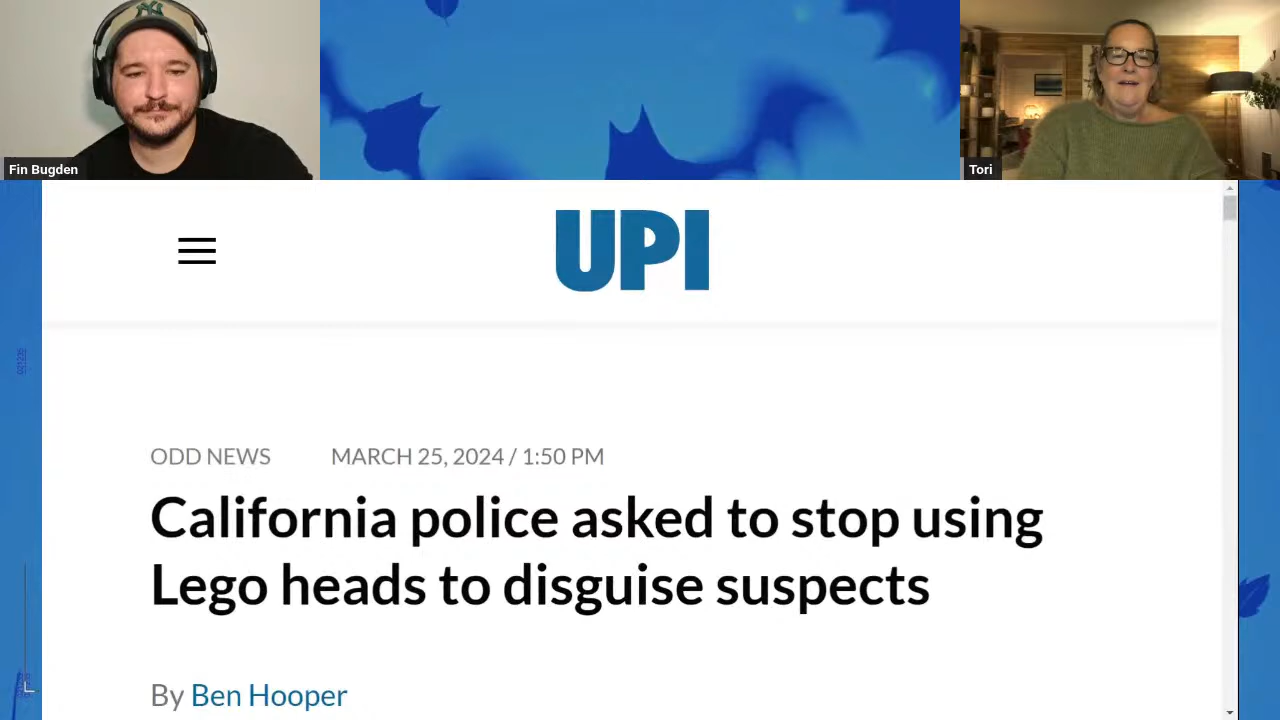 Fin Bugden
Tori
UPI
ODD NEWS MARCH 25, 2024 / 1:50 PM
California police asked to stop using
Lego heads to disguise suspects
By Ben Hooper